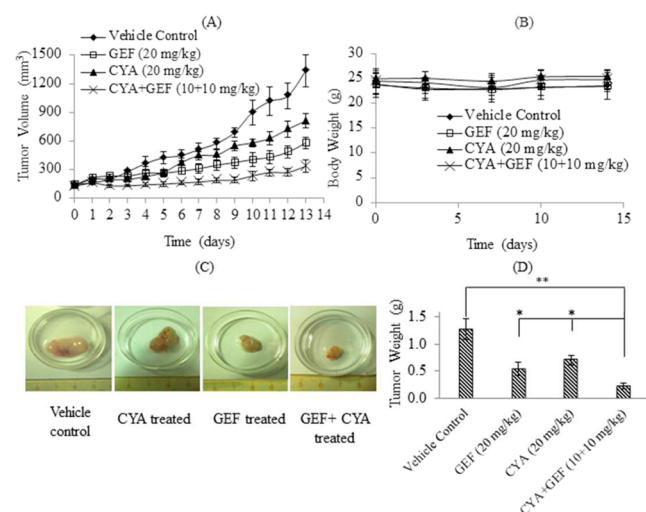 (A)
Vehicle Control
GEF (20 mg/kg)
CYA (20 mg/kg)
CYA+GEF (10+10 mg/kg)
Tumor Volume (mm³)
1500
1200
900
600
300
0
0 1 2 3 4 5 6 7 8 9 10 11 12 13 14
Time (days)
(B)
Body Weight (g)
30
25
20
15
10
5
0
Vehicle Control
GEF (20 mg/kg)
CYA (20 mg/kg)
CYA+GEF (10+10 mg/kg)
0 5 10 15
Time (days)
(C)
Vehicle control
CYA treated
GEF treated
GEF+ CYA treated
(D)
**
* *
Tumor Weight (g)
1.5
1.0
0.5
0.0
Vehicle Control
GEF (20 mg/kg)
CYA (20 mg/kg)
CYA+GEF (10+10 mg/kg)